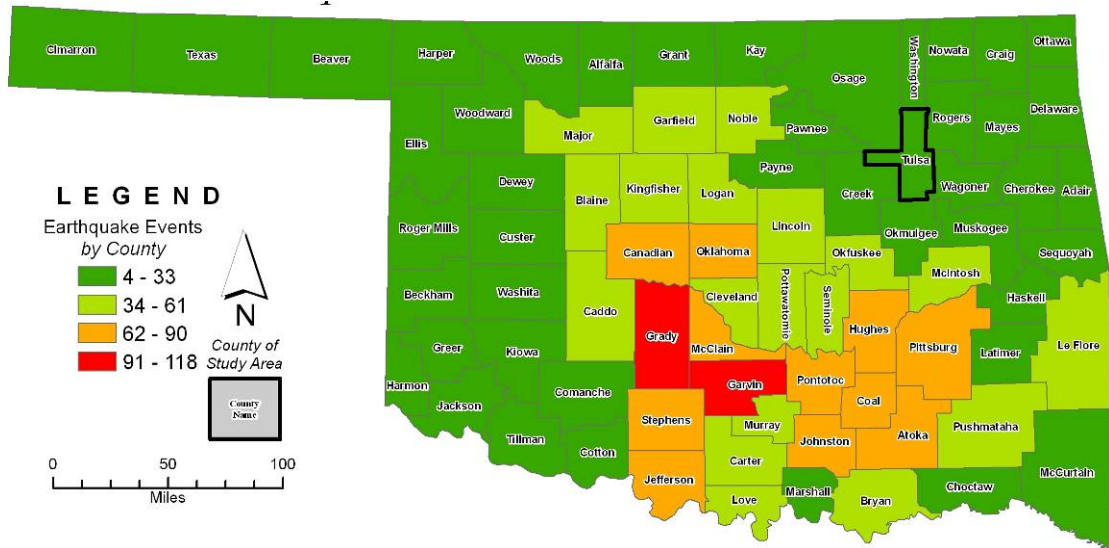 Cimarron
Texas
Beaver
Harper
Woods
Alfalfa
Grant
Kay
Osage
Washington
Nowata
Craig
Ottawa
Woodward
Ellis
Major
Garfield
Noble
Pawnee
Rogers
Mayes
Delaware
Tulsa
Dewey
Blaine
Kingfisher
Logan
Payne
Creek
Wagoner
Cherokee
Adair
Roger Mills
Custer
Canadian
Oklahoma
Lincoln
Okfuskee
Okmulgee
Muskogee
Sequoyah
McIntosh
Beckham
Washita
Caddo
Cleveland
Pottawatomie
Seminole
Hughes
Pittsburg
Haskell
Latimer
Le Flore
Greer
Kiowa
Grady
McClain
Harmon
Jackson
Comanche
Garvin
Pontotoc
Coal
Tillman
Cotton
Stephens
Murray
Johnston
Atoka
Pushmataha
McCurtain
Jefferson
Carter
Love
Marshall
Bryan
Choctaw
LEGEND
Earthquake Events
by County
4 - 33
34 - 61
62 - 90
91 - 118
N
County of
Study Area
County
Name
0 50 100
Miles